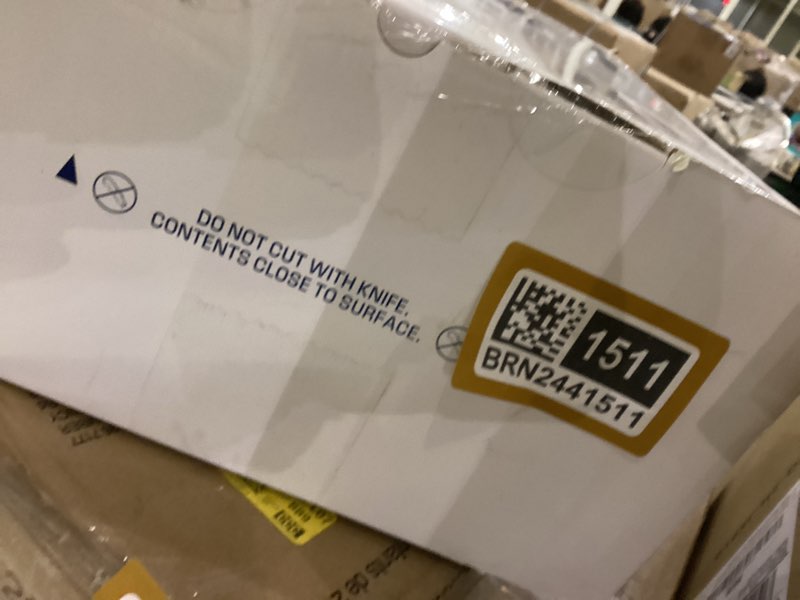 DO NOT CUT WITH KNIFE.
CONTENTS CLOSE TO SURFACE.
1511
BRN2441511